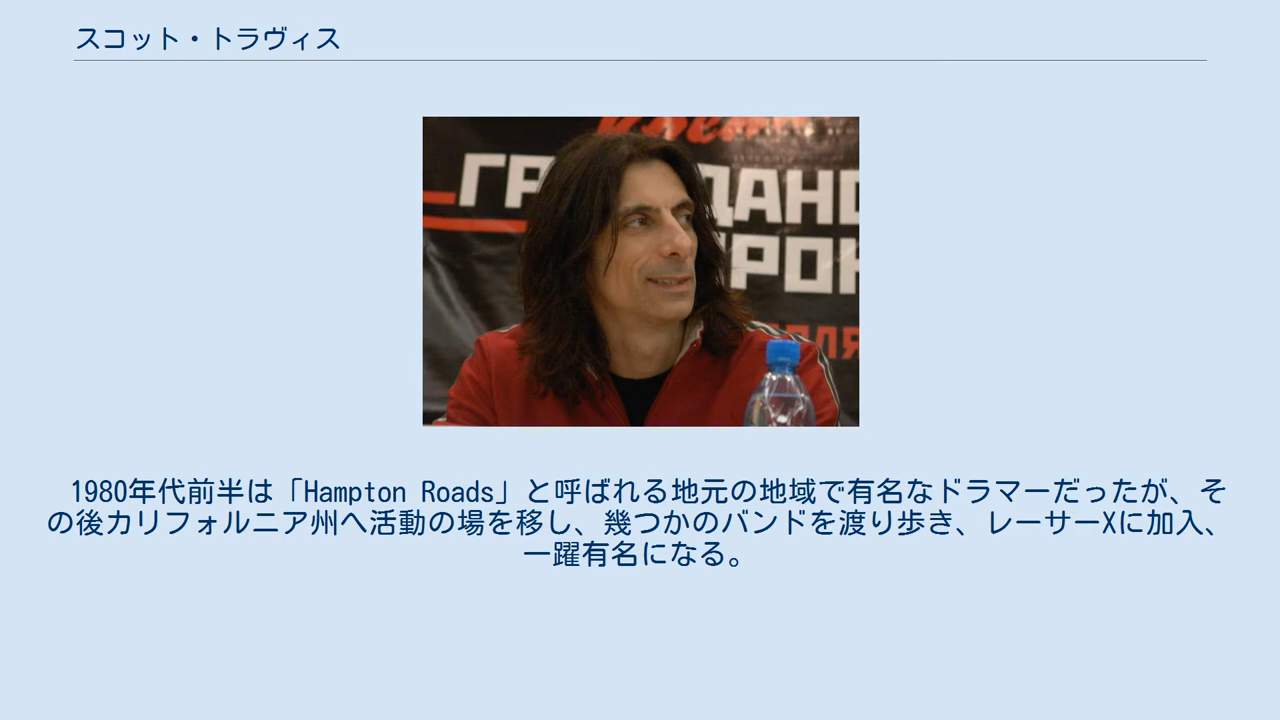 スコット・トラヴィス
ГР
ДАНС
РОН
1980年代前半は「Hampton Roads」と呼ばれる地元の地域で有名なドラマーだったが、そ
の後カリフォルニア州へ活動の場を移し、幾つかのバンドを渡り歩き、レーサーXに加入、
一躍有名になる。